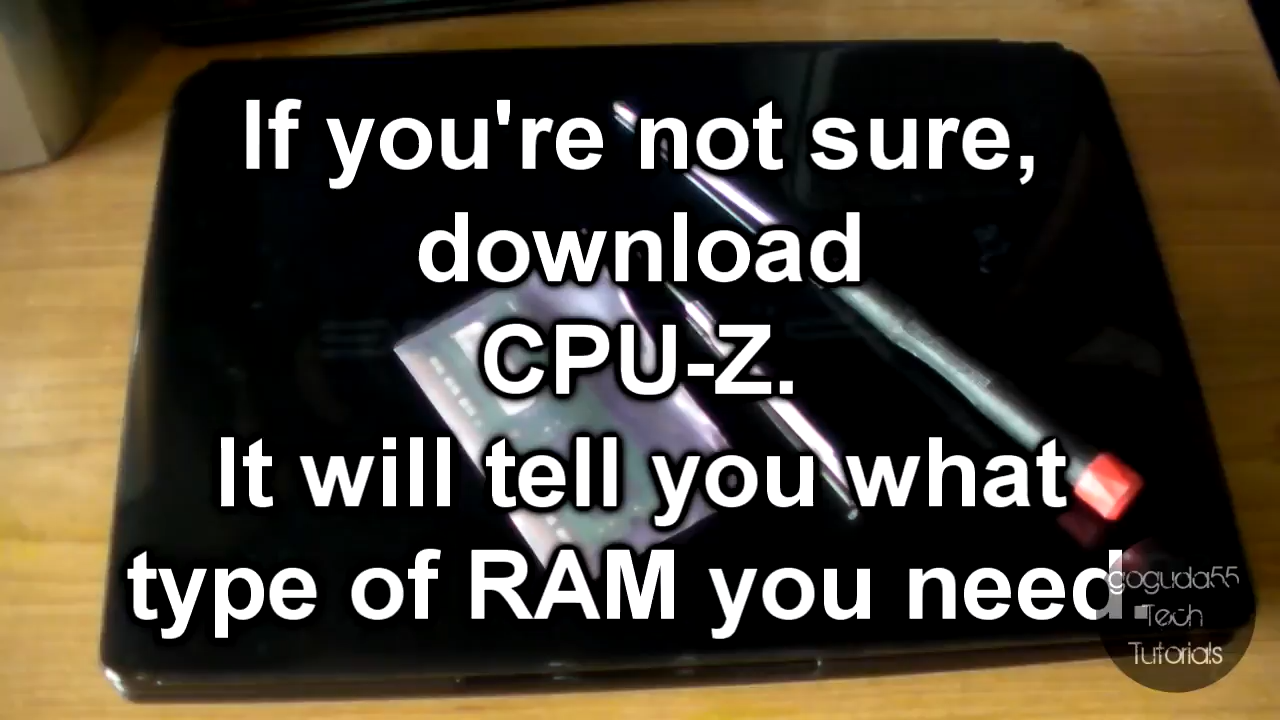 If you're not sure,
download
CPU-Z.
It will tell you what
type of RAM you need.
goguda55
Tech
Tutorials